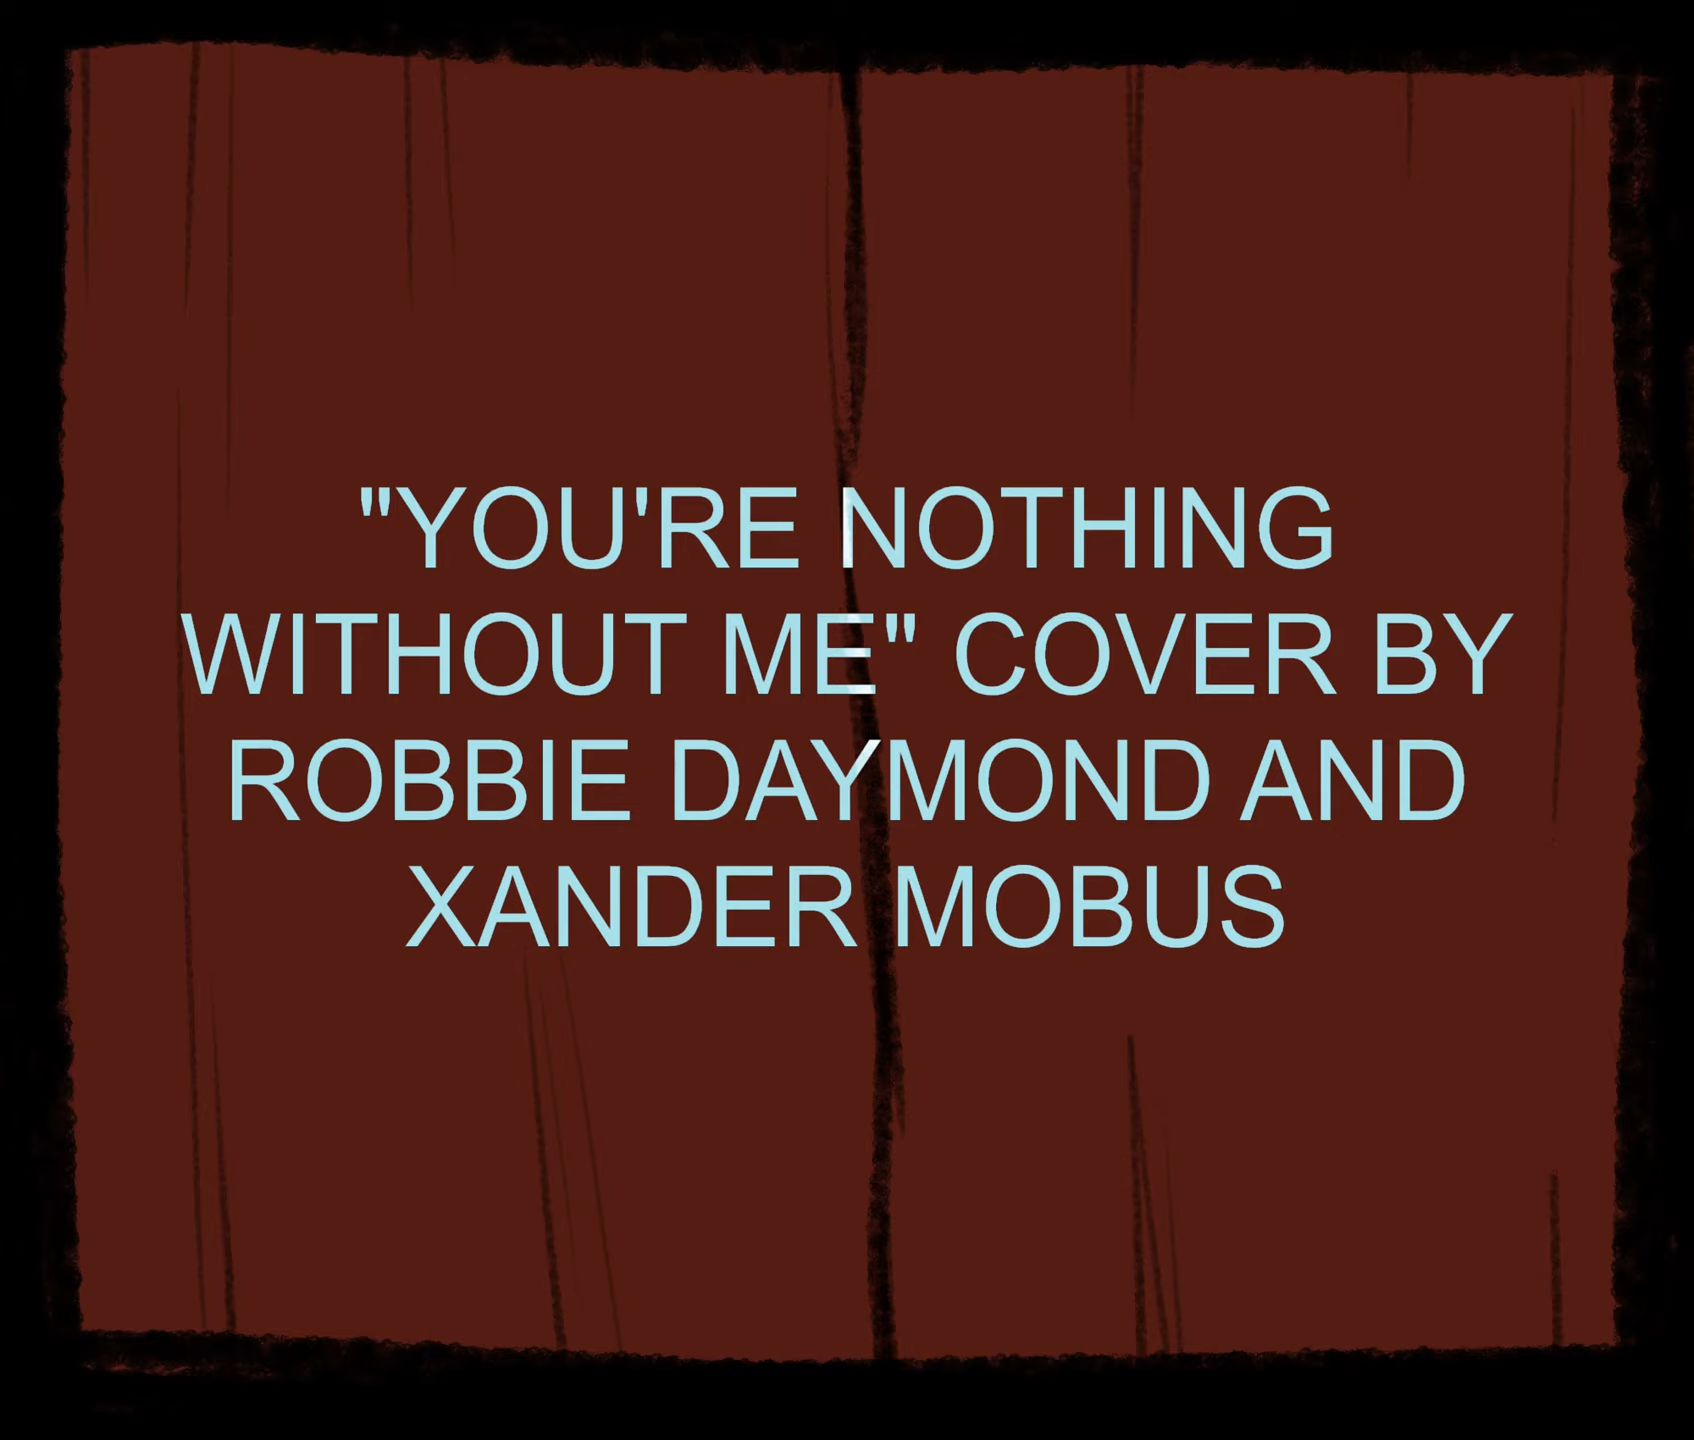 "YOU'RE NOTHING
WITHOUT ME" COVER BY
ROBBIE DAYMOND AND
XANDER MOBUS